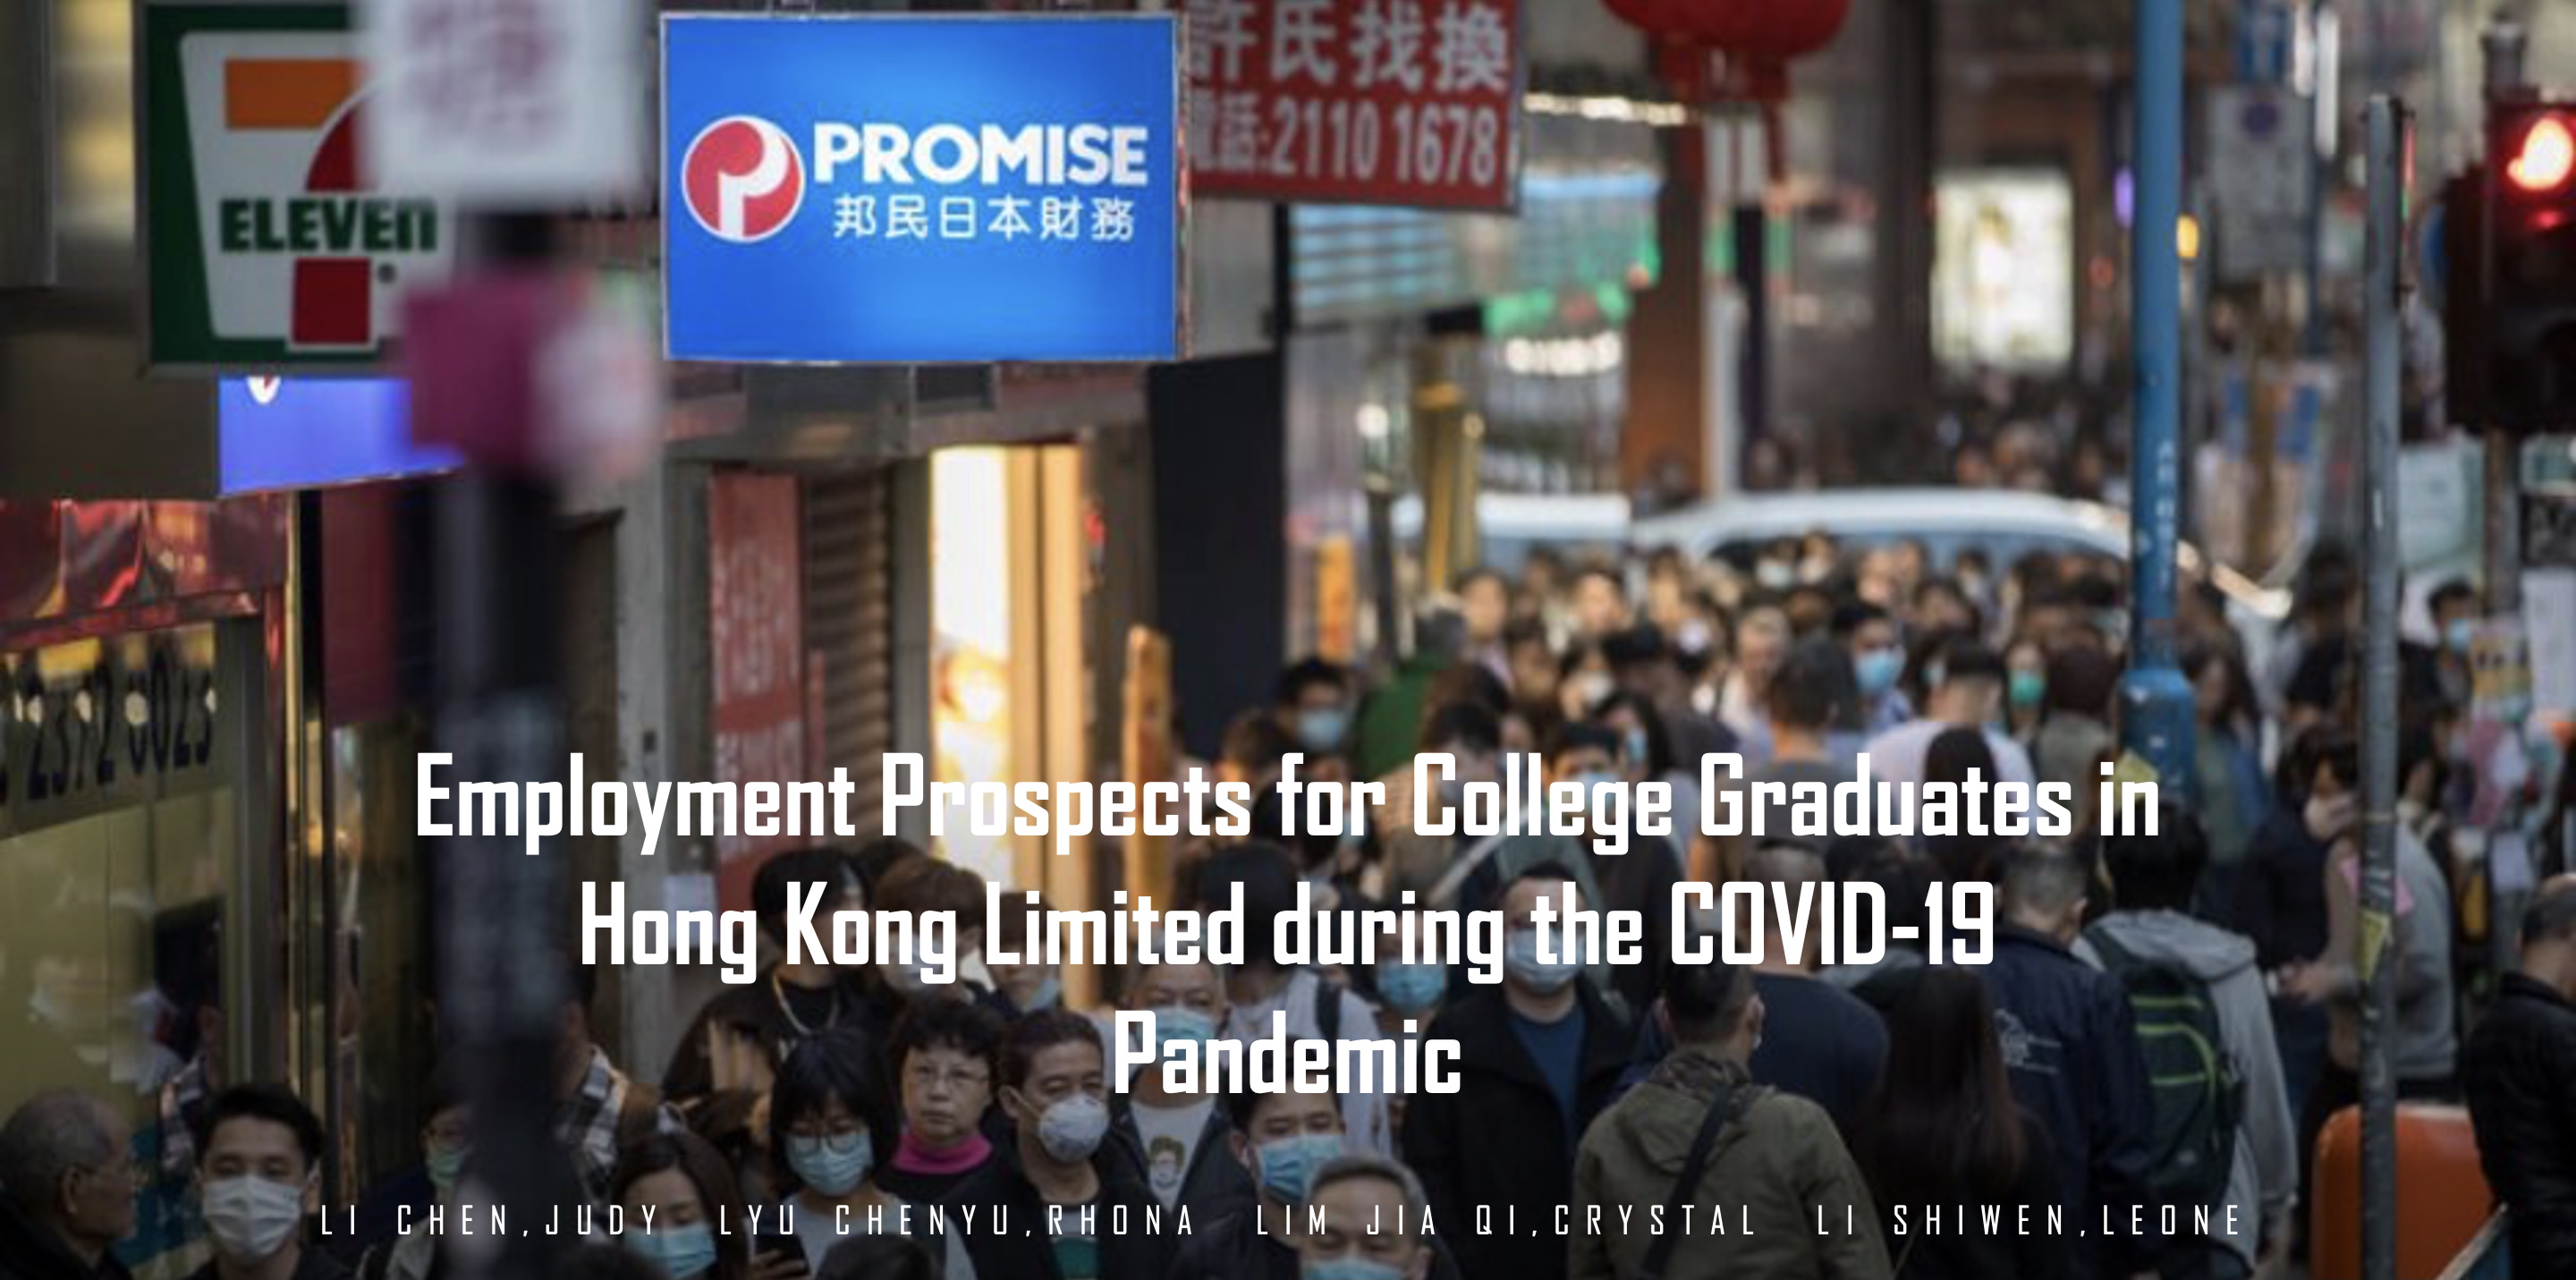 ELEVEn
PROMISE
邦民日本財務
許氏找換
電話:2110 1678
Employment Prospects for College Graduates in
Hong Kong Limited during the COVID-19
Pandemic
LI CHEN,JUDY LYU CHENYU,RHONA LIM JIA QI,CRYSTAL LI SHIWEN,LEONE